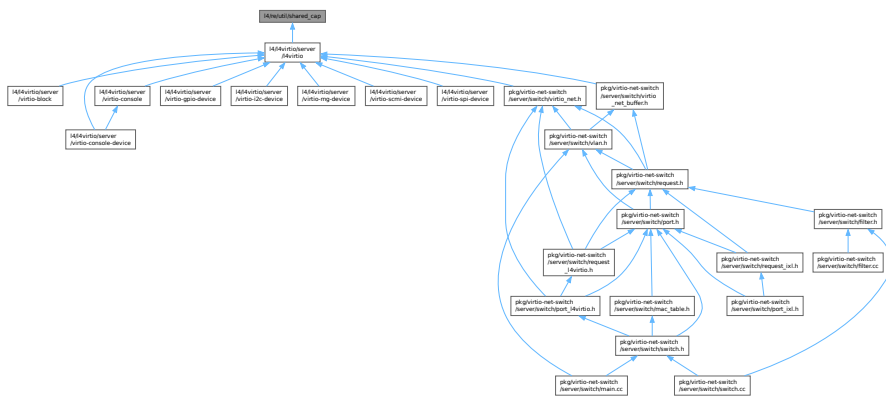 l4/re/util/shared_cap
l4/l4virtio/server
/l4virtio
l4/l4virtio/server
/virtio-block
l4/l4virtio/server
/virtio-console
l4/l4virtio/server
/virtio-gpio-device
l4/l4virtio/server
/virtio-i2c-device
l4/l4virtio/server
/virtio-rng-device
l4/l4virtio/server
/virtio-scmi-device
l4/l4virtio/server
/virtio-spi-device
pkg/virtio-net-switch
/server/switch/virtio_net.h
pkg/virtio-net-switch
/server/switch/virtio
_net_buffer.h
l4/l4virtio/server
/virtio-console-device
pkg/virtio-net-switch
/server/switch/vlan.h
pkg/virtio-net-switch
/server/switch/request.h
pkg/virtio-net-switch
/server/switch/port.h
pkg/virtio-net-switch
/server/switch/filter.h
pkg/virtio-net-switch
/server/switch/request
_l4virtio.h
pkg/virtio-net-switch
/server/switch/request_ixl.h
pkg/virtio-net-switch
/server/switch/filter.cc
pkg/virtio-net-switch
/server/switch/port_l4virtio.h
pkg/virtio-net-switch
/server/switch/mac_table.h
pkg/virtio-net-switch
/server/switch/port_ixl.h
pkg/virtio-net-switch
/server/switch/switch.h
pkg/virtio-net-switch
/server/switch/main.cc
pkg/virtio-net-switch
/server/switch/switch.cc